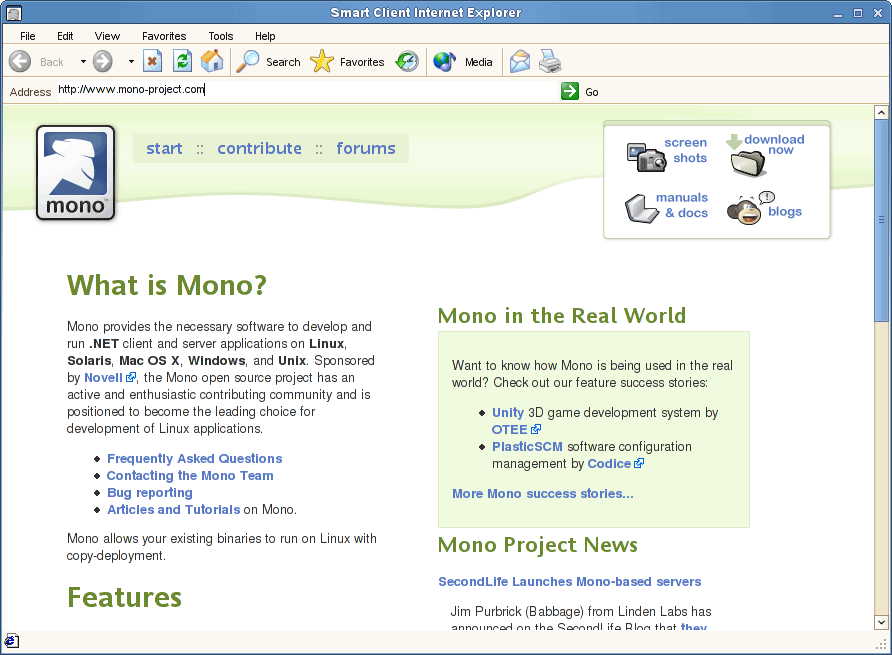 Smart Client Internet Explorer
File Edit View Favorites Tools Help
Back Search Favorites Media
Address http://www.mono-project.com Go
mono
start :: contribute :: forums
screen
shots
download
now
manuals
& docs
blogs
What is Mono?
Mono provides the necessary software to develop and
run .NET client and server applications on Linux,
Solaris, Mac OS X, Windows, and Unix. Sponsored
by Novell, the Mono open source project has an
active and enthusiastic contributing community and is
positioned to become the leading choice for
development of Linux applications.
Frequently Asked Questions
Contacting the Mono Team
Bug reporting
Articles and Tutorials on Mono.
Mono allows your existing binaries to run on Linux with
copy-deployment.
Features
Mono in the Real World
Want to know how Mono is being used in the real
world? Check out our feature success stories:
Unity 3D game development system by
OTEE
PlasticSCM software configuration
management by Codice
More Mono success stories...
Mono Project News
SecondLife Launches Mono-based servers
Jim Purbrick (Babbage) from Linden Labs has
announced on the SecondLife Blog that they